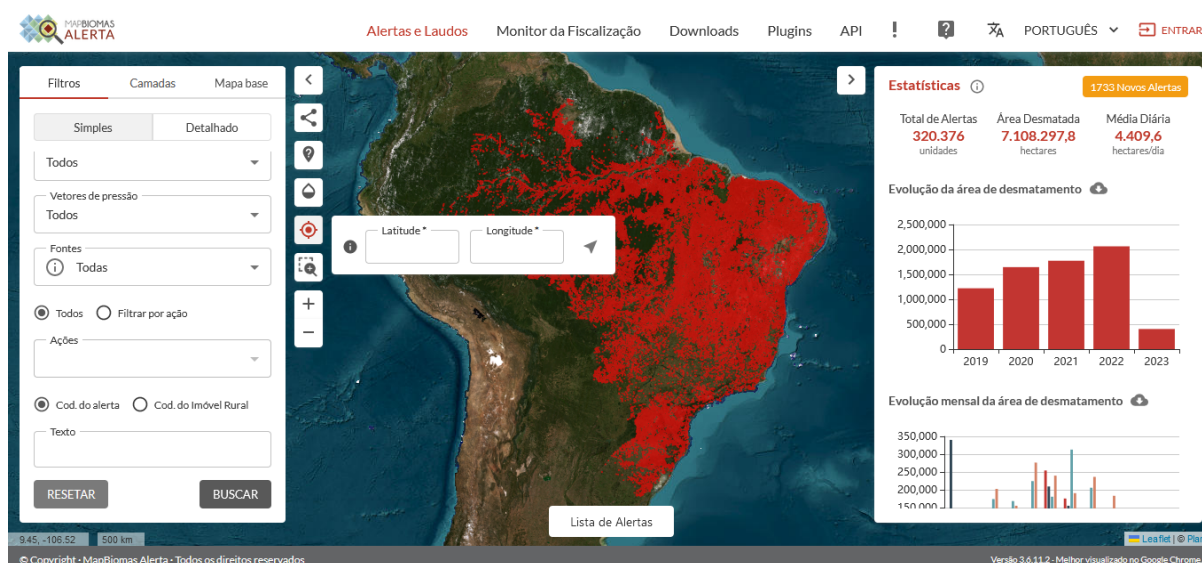 MAPBIOMAS
ALERTA
Alertas e Laudos
Monitor da Fiscalização
Downloads
Plugins
API
PORTUGUÊS
ENTRAR
Filtros
Camadas
Mapa base
Simples
Detalhado
Todos
Vetores de pressão
Todos
Fontes
Todas
Todos
Filtrar por ação
Ações
Cod. do alerta
Cod. do Imóvel Rural
Texto
RESETAR
BUSCAR
Latitude *
Longitude *
+
−
Lista de Alertas
Estatísticas
1733 Novos Alertas
Total de Alertas
320.376
unidades
Área Desmatada
7.108.297,8
hectares
Média Diária
4.409,6
hectares/dia
Evolução da área de desmatamento
2,500,000
2,000,000
1,500,000
1,000,000
500,000
0
2019 2020 2021 2022 2023
Evolução mensal da área de desmatamento
350,000
300,000
250,000
200,000
150,000
9.45, -106.52
500 km
Leaflet | © Plan
© Copyright · MapBiomas Alerta · Todos os direitos reservados
Versão 3.6.11.2 - Melhor visualizado no Google Chrome